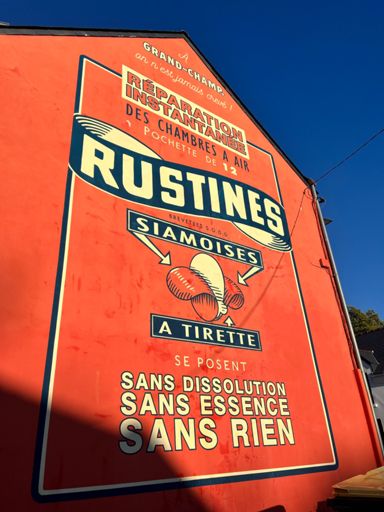 À
GRAND-CHAMP
on n'est jamais crevé !
RÉPARATION
INSTANTANÉE
DES CHAMBRES A AIR
POCHETTE DE 12
RUSTINES
BREVETÉES S.G.D.G.
SIAMOISES
A TIRETTE
SE POSENT
SANS DISSOLUTION
SANS ESSENCE
SANS RIEN